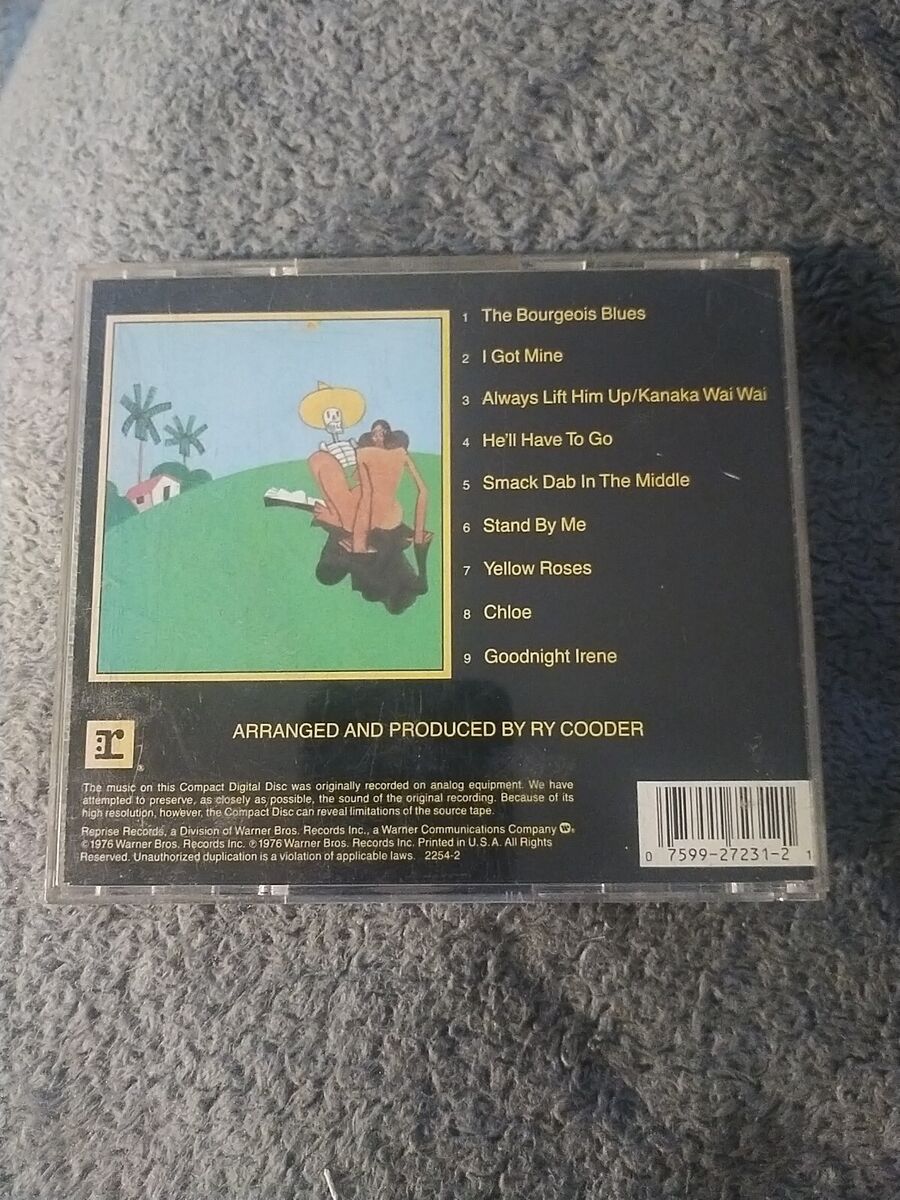 1 The Bourgeois Blues
2 I Got Mine
3 Always Lift Him Up/Kanaka Wai Wai
4 He'll Have To Go
5 Smack Dab In The Middle
6 Stand By Me
7 Yellow Roses
8 Chloe
9 Goodnight Irene
ARRANGED AND PRODUCED BY RY COODER
:r
®
The music on this Compact Digital Disc was originally recorded on analog equipment. We have
attempted to preserve, as closely as possible, the sound of the original recording. Because of its
high resolution, however, the Compact Disc can reveal limitations of the source tape.
Reprise Records, a Division of Warner Bros. Records Inc., a Warner Communications Company W®.
©1976 Warner Bros. Records Inc. ℗1976 Warner Bros. Records Inc. Printed in U.S.A. All Rights
Reserved. Unauthorized duplication is a violation of applicable laws. 2254-2
0 7599-27231-2 1